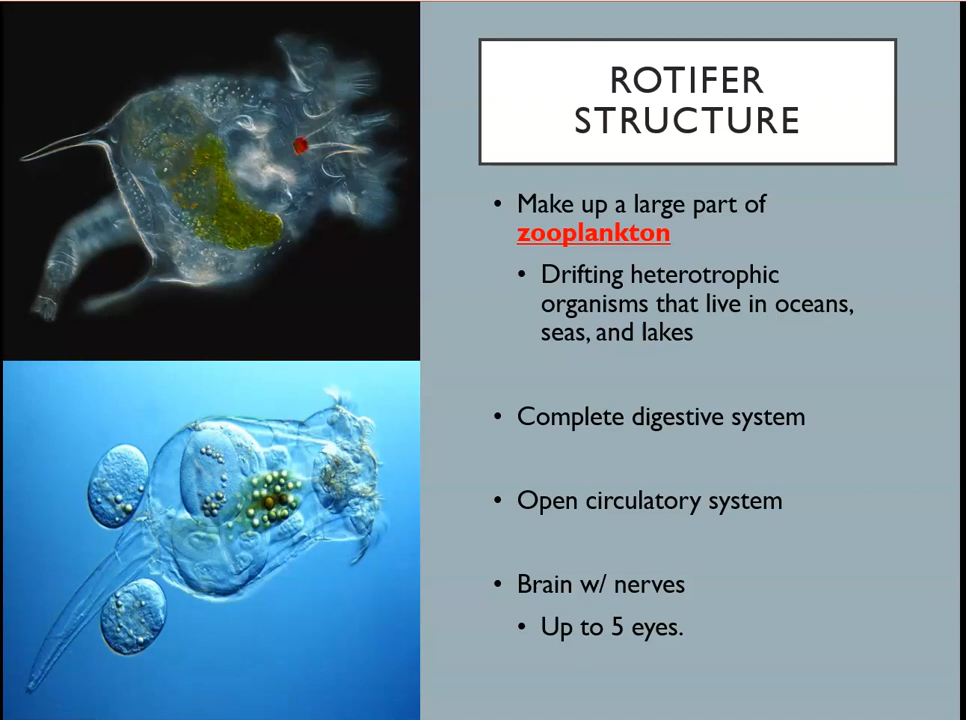 ROTIFER
STRUCTURE
• Make up a large part of
zooplankton
• Drifting heterotrophic
organisms that live in oceans,
seas, and lakes
• Complete digestive system
• Open circulatory system
• Brain w/ nerves
• Up to 5 eyes.